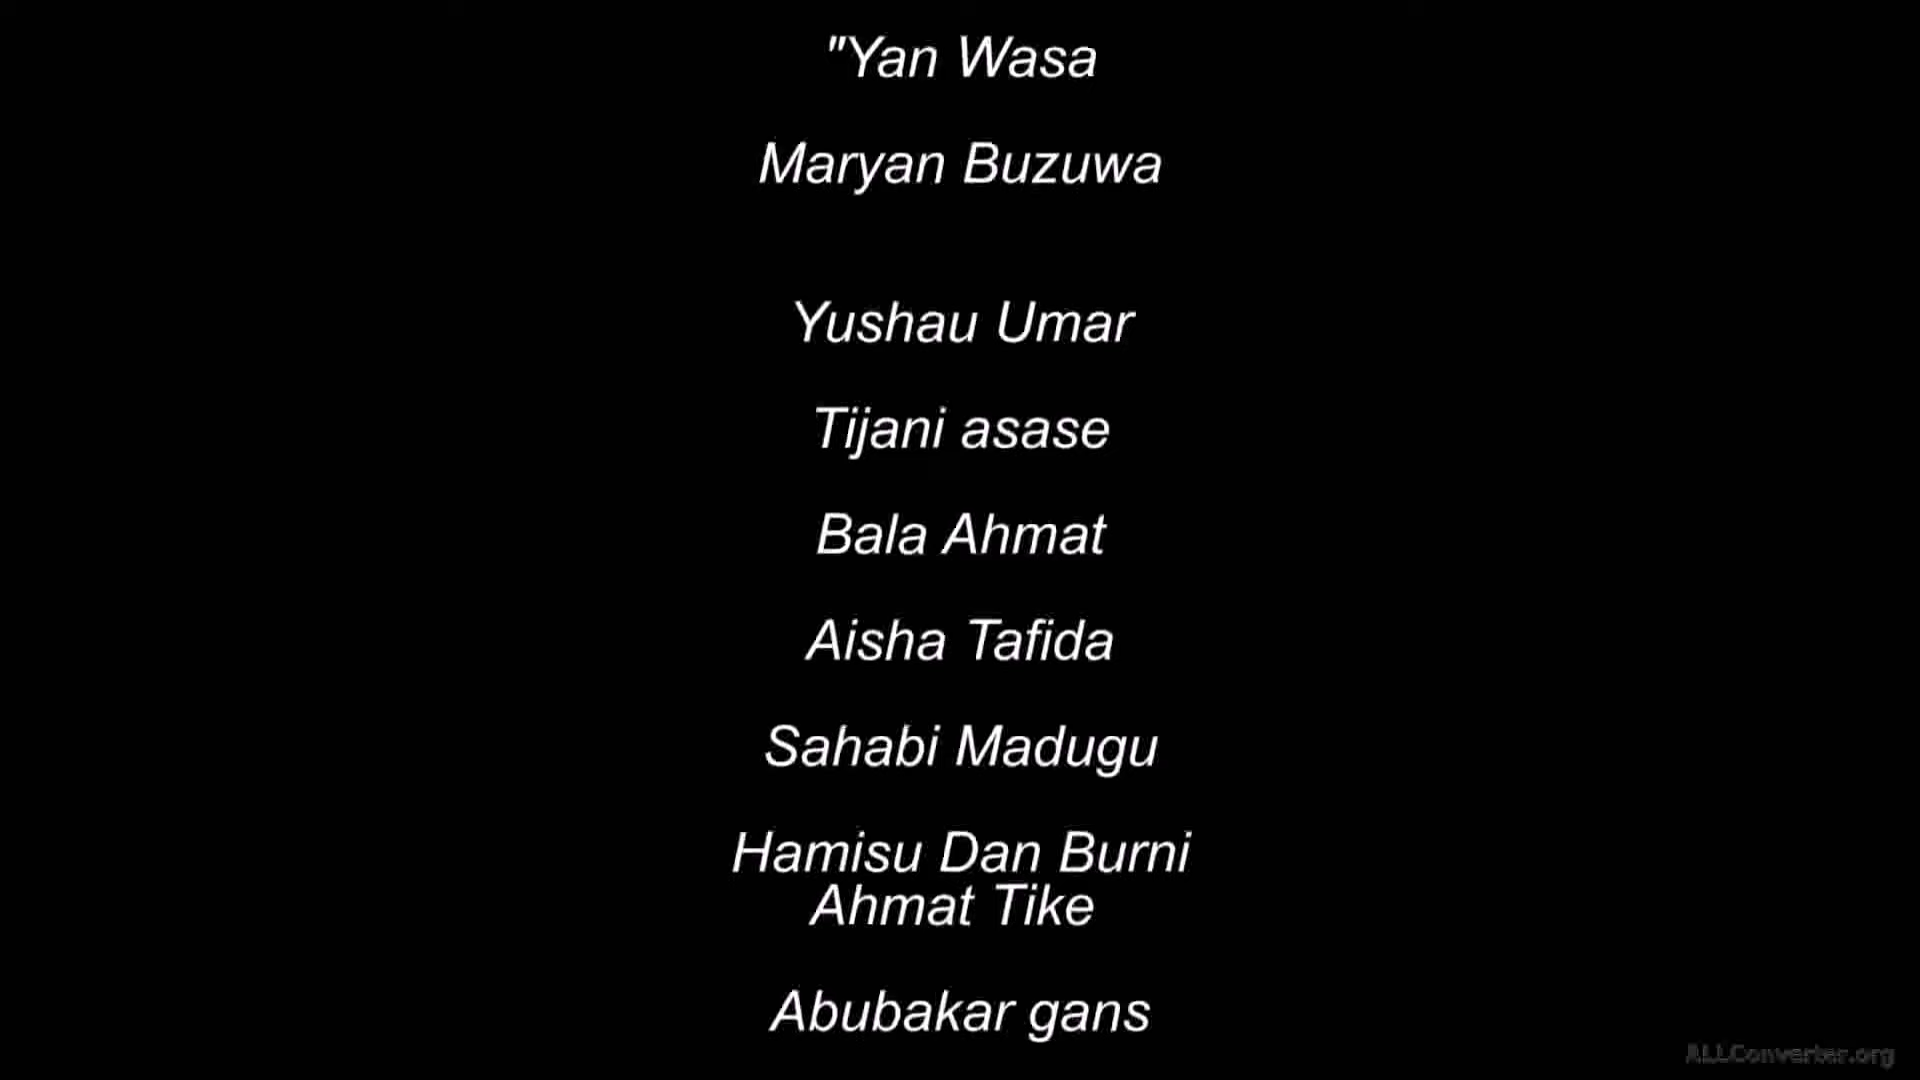 "Yan Wasa
Maryan Buzuwa
Yushau Umar
Tijani asase
Bala Ahmat
Aisha Tafida
Sahabi Madugu
Hamisu Dan Burni
Ahmat Tike
Abubakar gans
ALLConverter.org